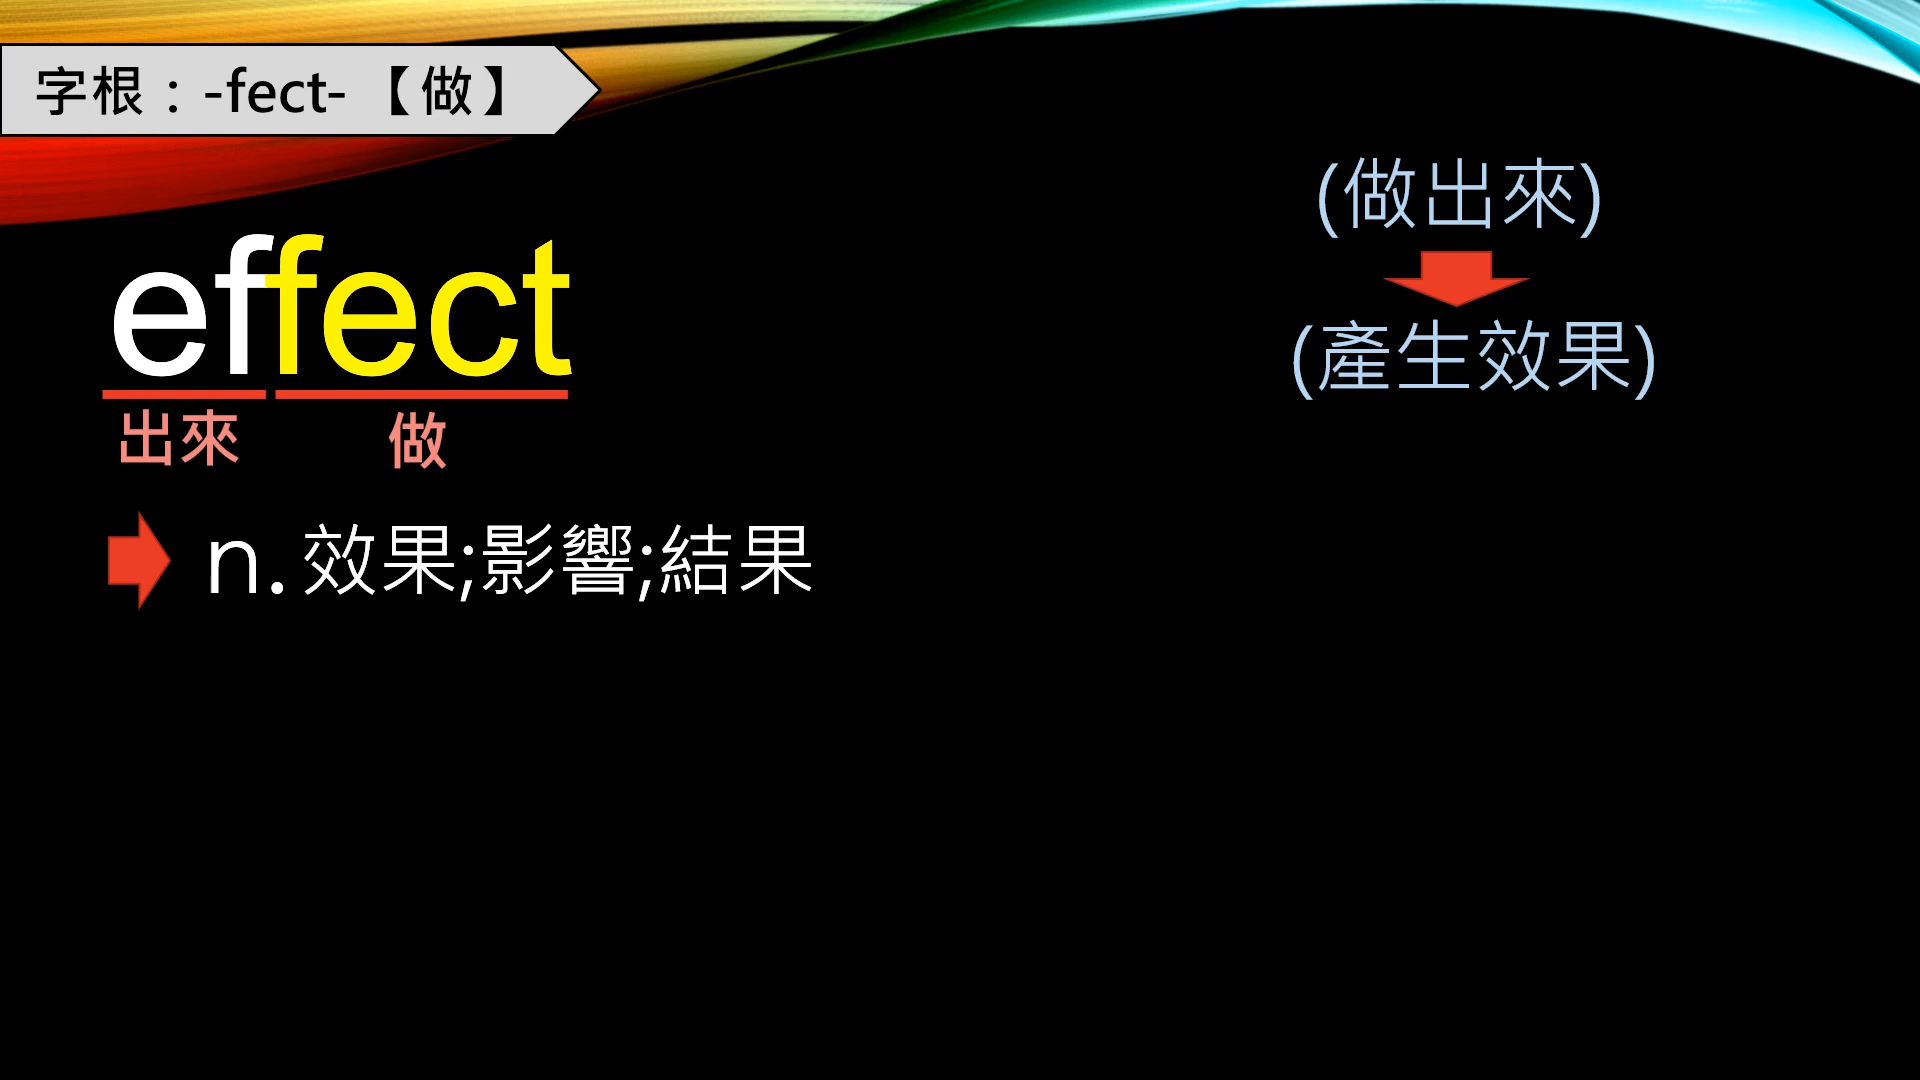 字根：-fect-【做】
effect
出來 做
n. 效果;影響;結果
(做出來)
(產生效果)